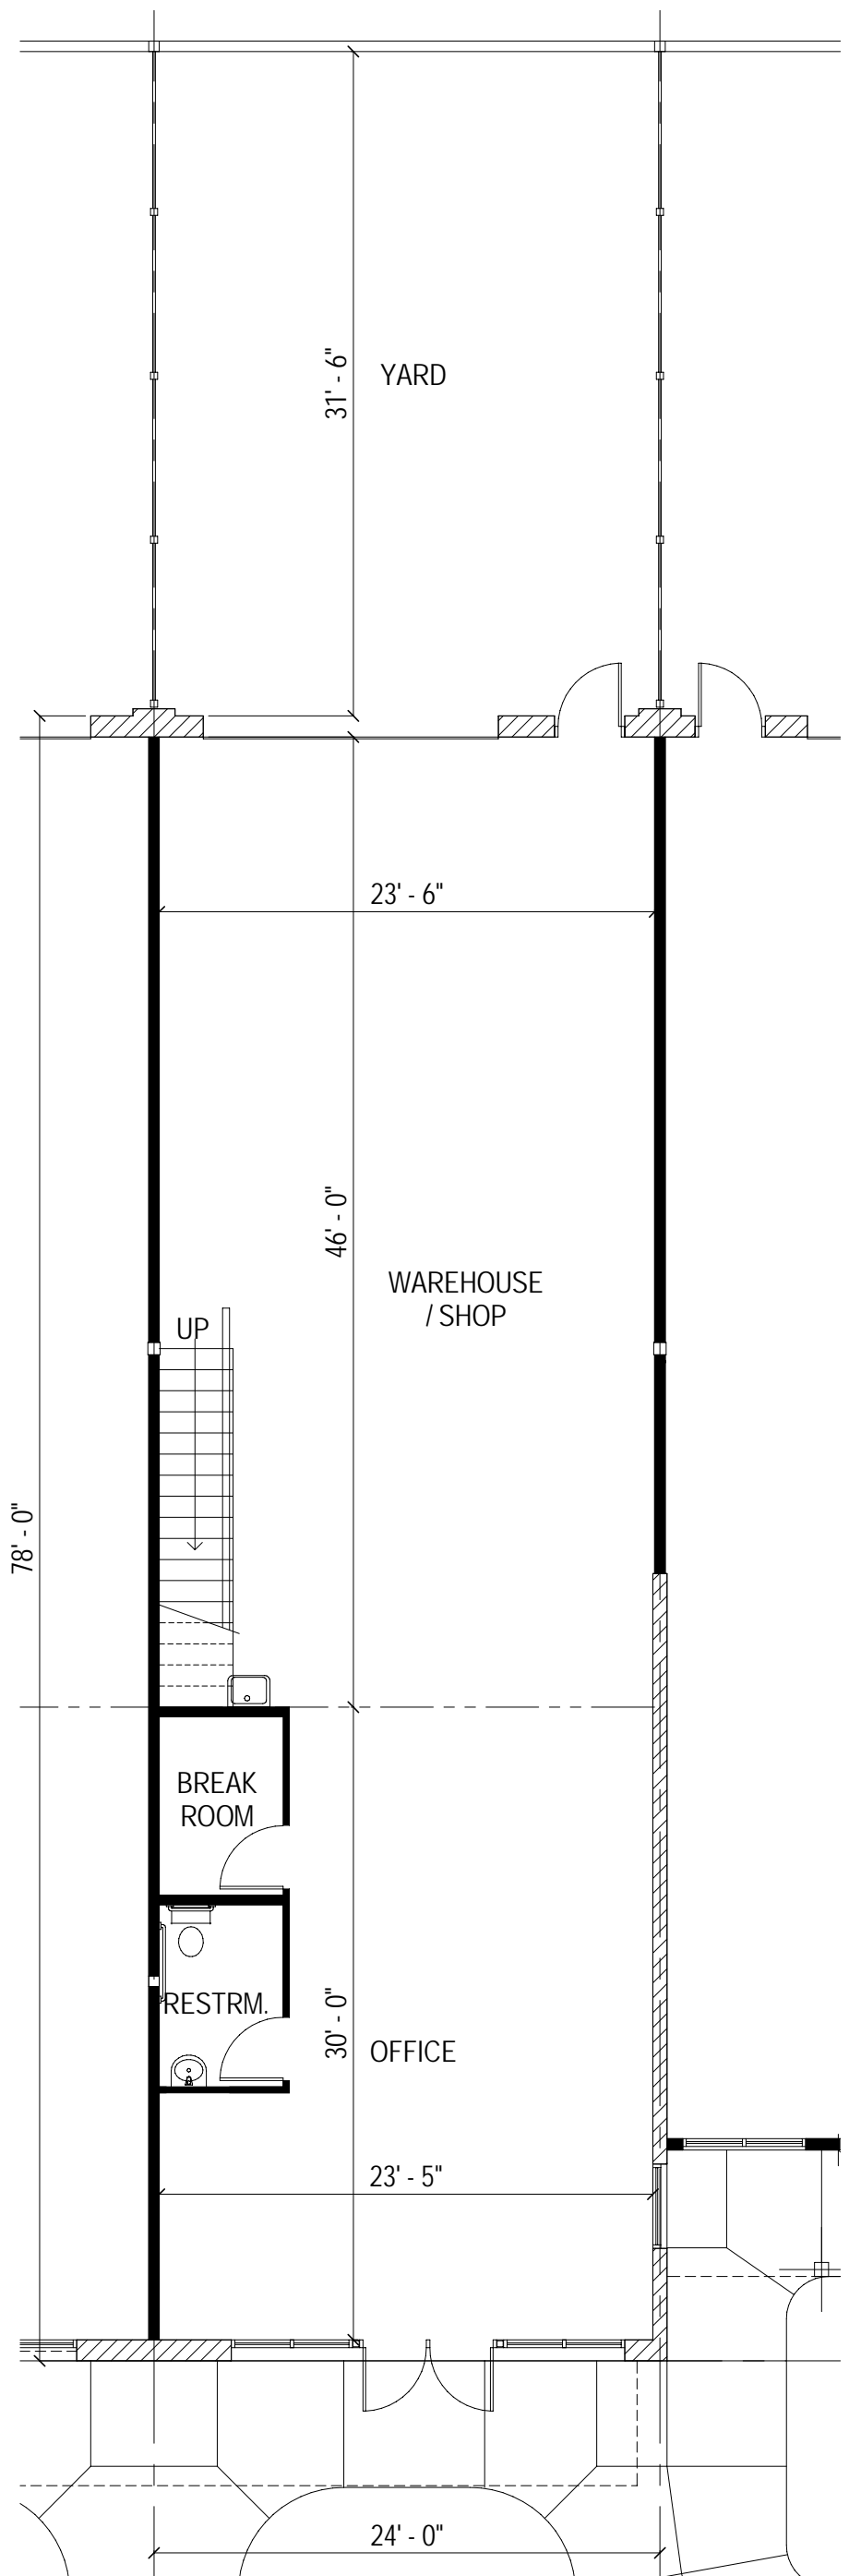 31' - 6"
YARD
23' - 6"
46' - 0"
WAREHOUSE
/ SHOP
UP
78' - 0"
BREAK
ROOM
RESTRM.
30' - 0"
OFFICE
23' - 5"
24' - 0"